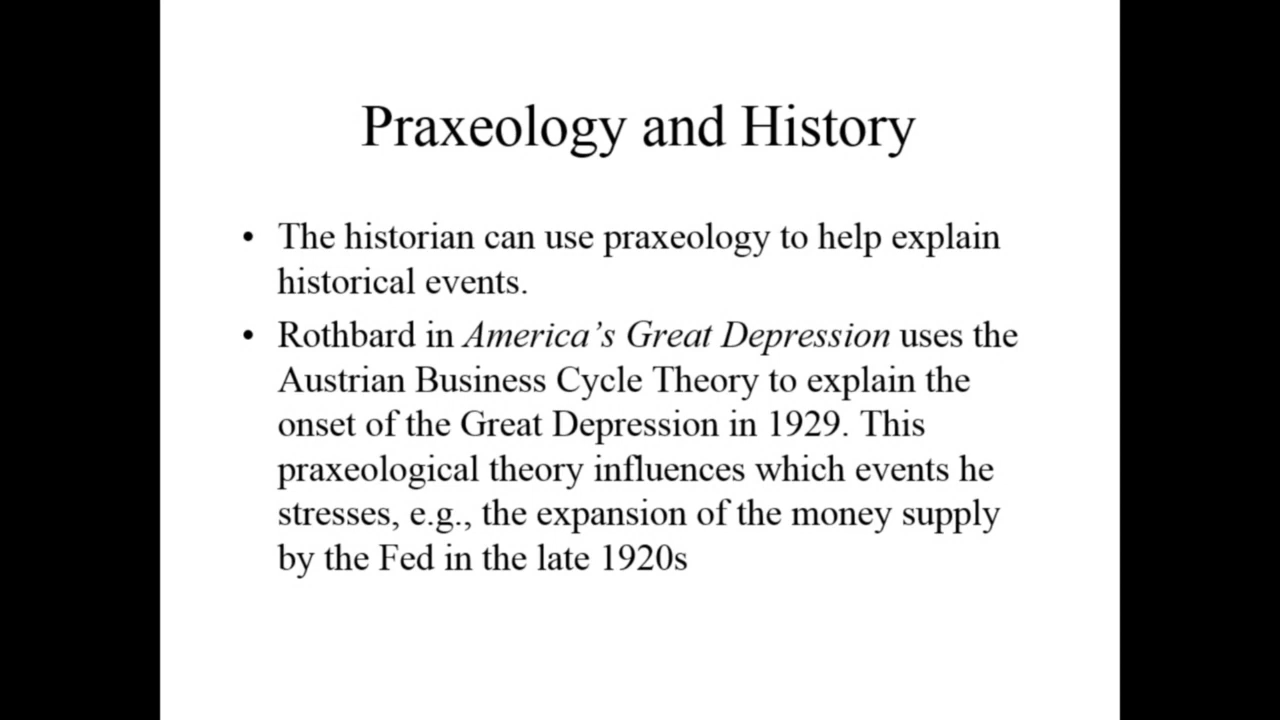 Praxeology and History
• The historian can use praxeology to help explain
historical events.
• Rothbard in America’s Great Depression uses the
Austrian Business Cycle Theory to explain the
onset of the Great Depression in 1929. This
praxeological theory influences which events he
stresses, e.g., the expansion of the money supply
by the Fed in the late 1920s